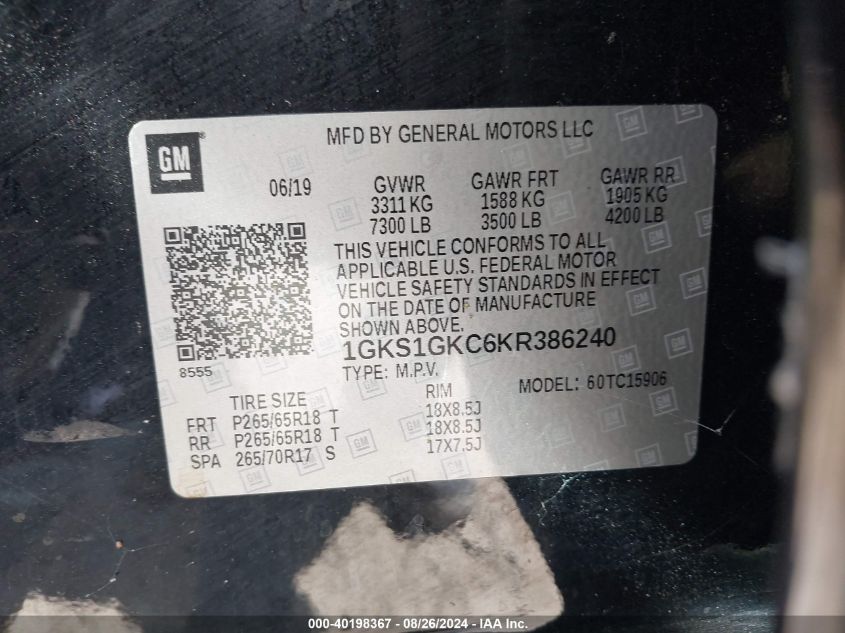 MFD BY GENERAL MOTORS LLC
GM
06/19
GVWR GAWR FRT GAWR RR
3311 KG 1588 KG 1905 KG
7300 LB 3500 LB 4200 LB
THIS VEHICLE CONFORMS TO ALL
APPLICABLE U.S. FEDERAL MOTOR
VEHICLE SAFETY STANDARDS IN EFFECT
ON THE DATE OF MANUFACTURE
SHOWN ABOVE.
8555
1GKS1GKC6KR386240
TYPE: M.P.V. MODEL: 60TC15906
TIRE SIZE RIM
FRT P265/65R18 T 18X8.5J
RR P265/65R18 T 18X8.5J
SPA 265/70R17 S 17X7.5J
000-40198367 - 08/26/2024 - www.iaai.com